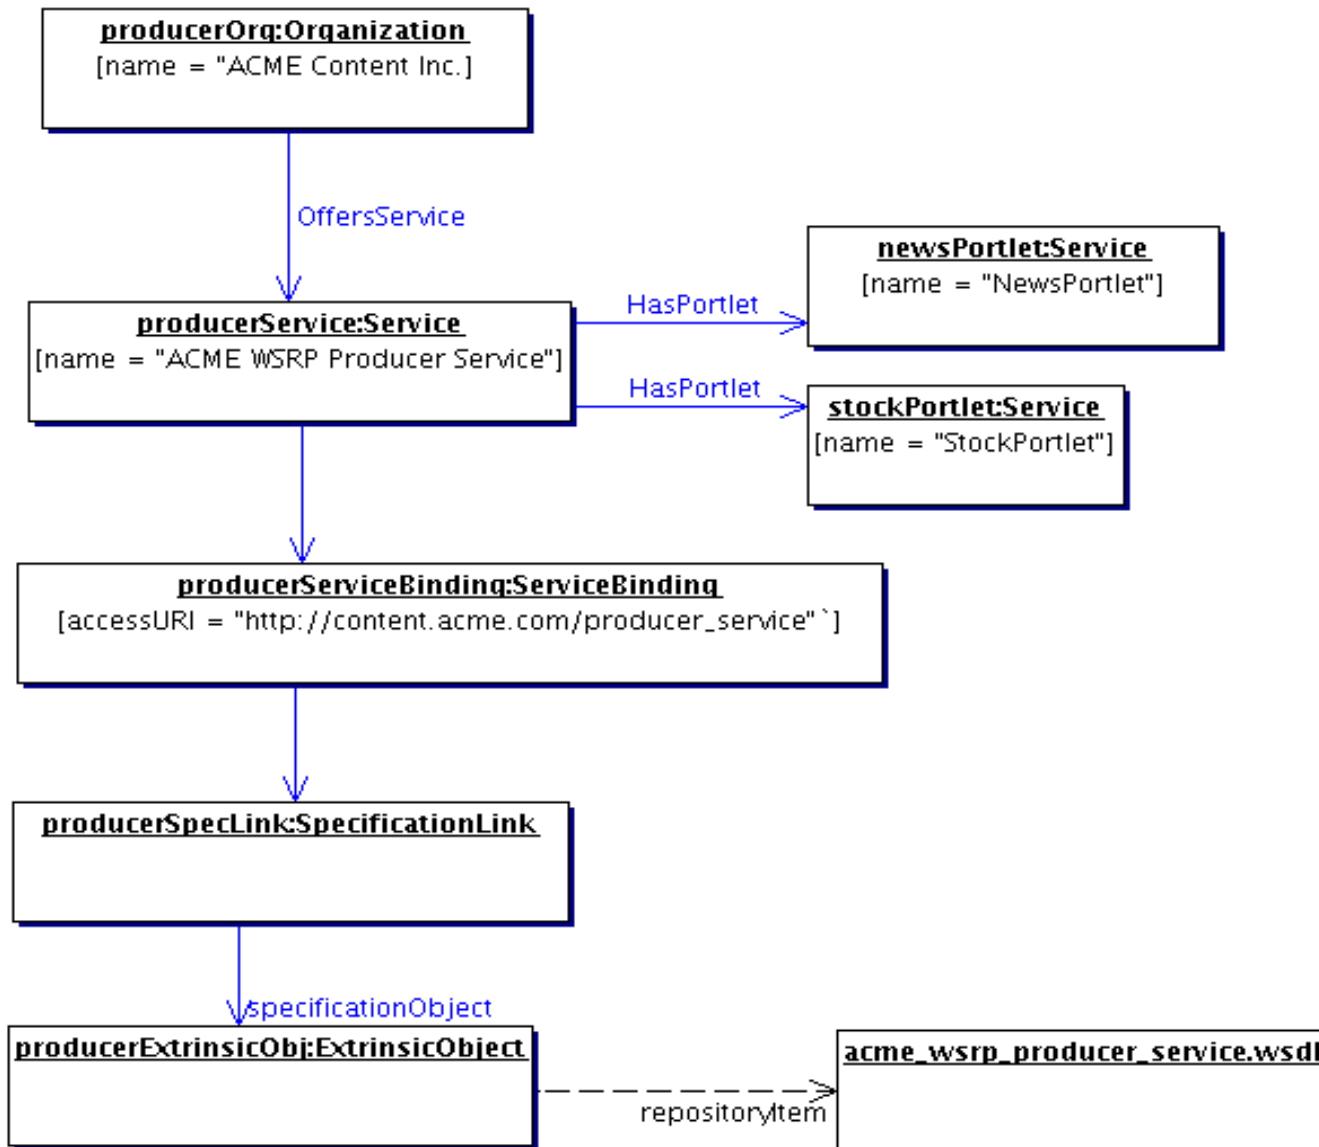 producerOrg:Organization
[name = "ACME Content Inc.]
OffersService
newsPortlet:Service
[name = "NewsPortlet"]
HasPortlet
producerService:Service
[name = "ACME WSRP Producer Service"]
HasPortlet
stockPortlet:Service
[name = "StockPortlet"]
producerServiceBinding:ServiceBinding
[accessURI = "http://content.acme.com/producer_service"`]
producerSpecLink:SpecificationLink
specificationObject
producerExtrinsicObj:ExtrinsicObject
acme_wsrp_producer_service.wsdl
repositoryItem